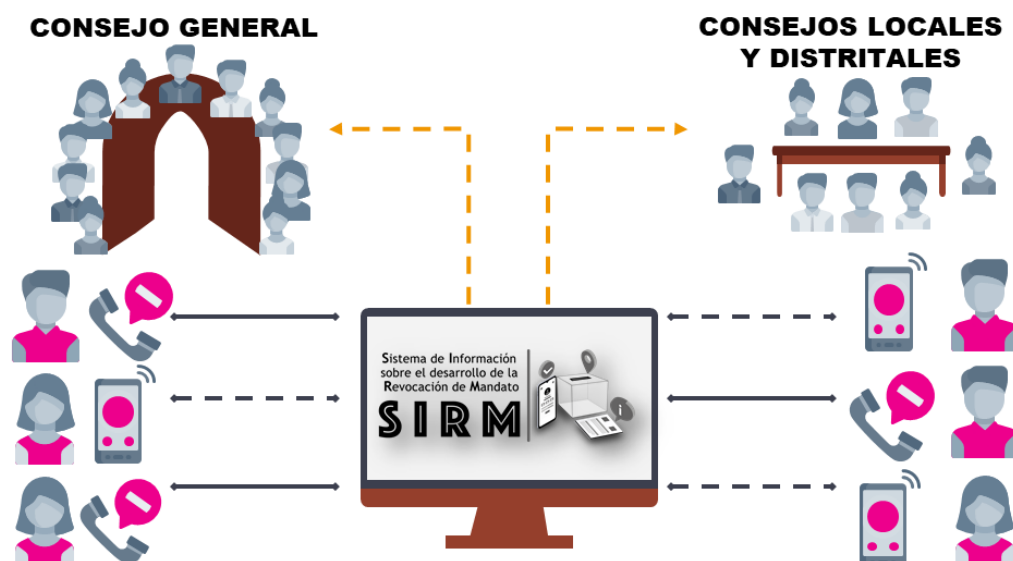 CONSEJO GENERAL
CONSEJOS LOCALES
Y DISTRITALES
Sistema de Información
sobre el desarrollo de la
Revocación de Mandato
SIRM